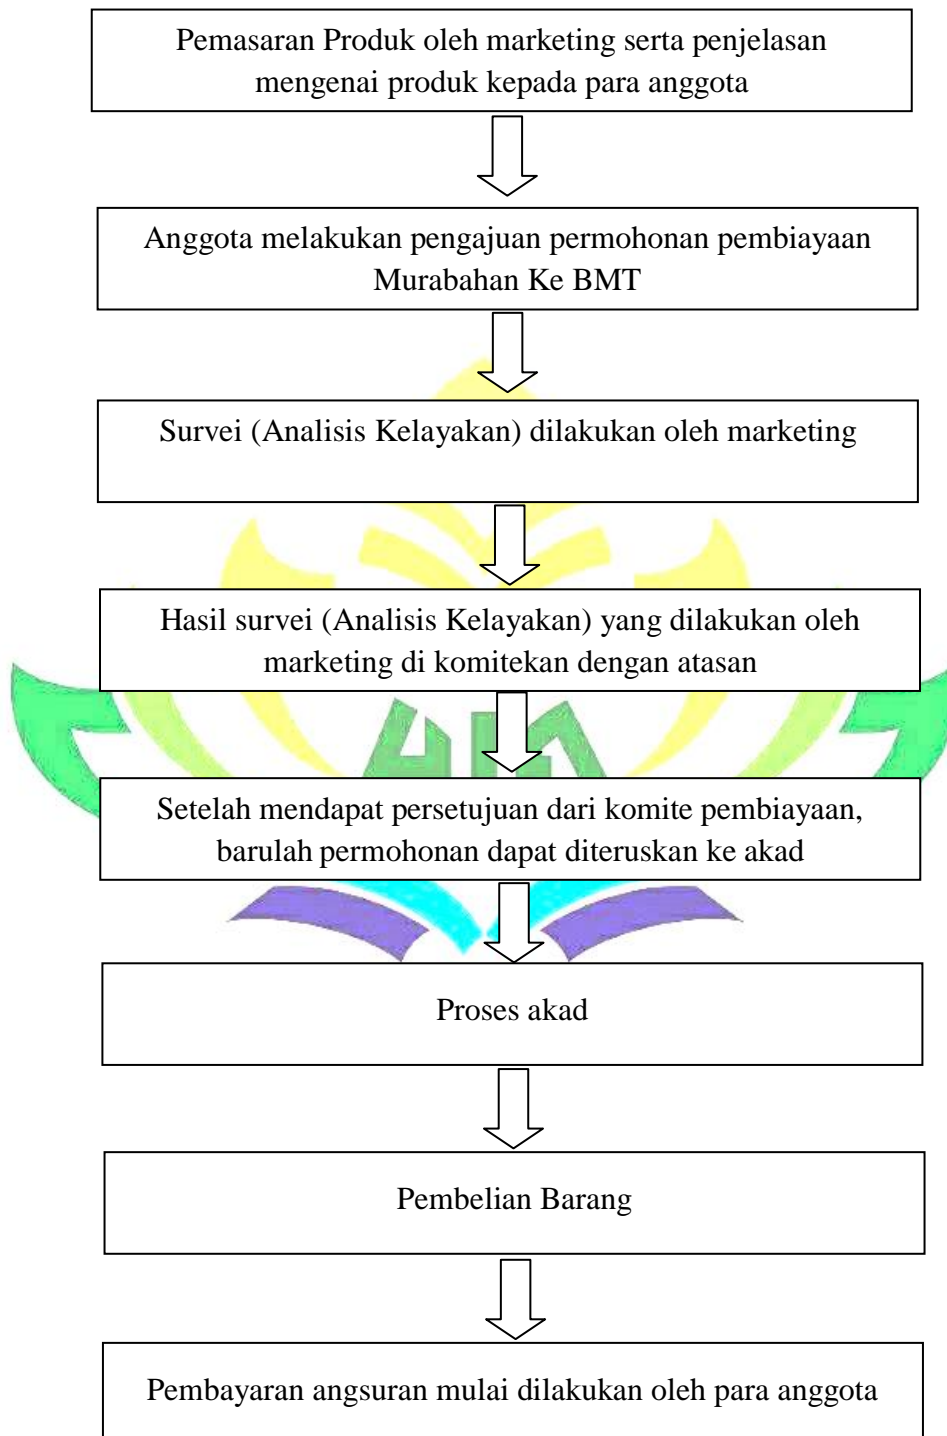 Pemasaran Produk oleh marketing serta penjelasan
mengenai produk kepada para anggota
Anggota melakukan pengajuan permohonan pembiayaan
Murabahan Ke BMT
Survei (Analisis Kelayakan) dilakukan oleh marketing
Hasil survei (Analisis Kelayakan) yang dilakukan oleh
marketing di komitekan dengan atasan
Setelah mendapat persetujuan dari komite pembiayaan,
barulah permohonan dapat diteruskan ke akad
Proses akad
Pembelian Barang
Pembayaran angsuran mulai dilakukan oleh para anggota